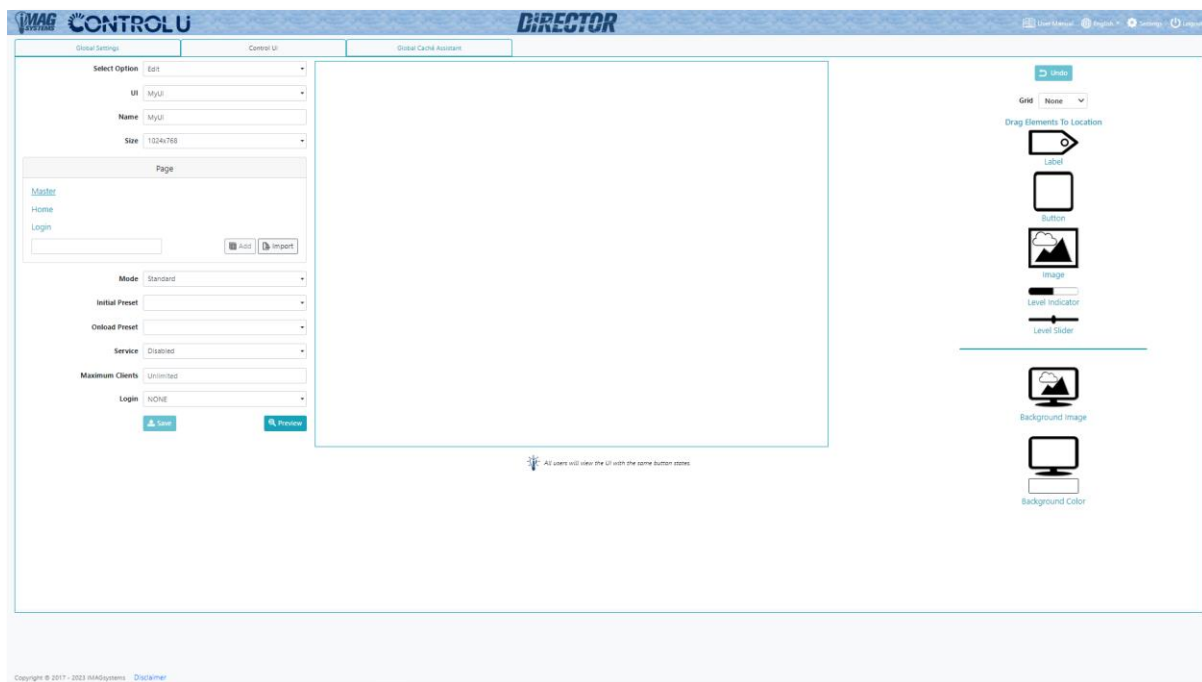 IMAG SYSTEMS CONTROLU DiRECTOR User Manual English Settings
Global Settings Control UI Global Caché Assistant
Select Option Edit
UI MyUI
Name MyUI
Size 1024x768
Page
Master
Home
Login
Add Import
Mode Standard
Initial Preset
Onload Preset
Service Disabled
Maximum Clients Unlimited
Login NONE
Save Preview
All users will view the UI with the same button states.
Undo
Grid None
Drag Elements To Location
Label
Button
Image
Level Indicator
Level Slider
Background Image
Background Color
Copyright © 2017 - 2023 IMAGsystems Disclaimer